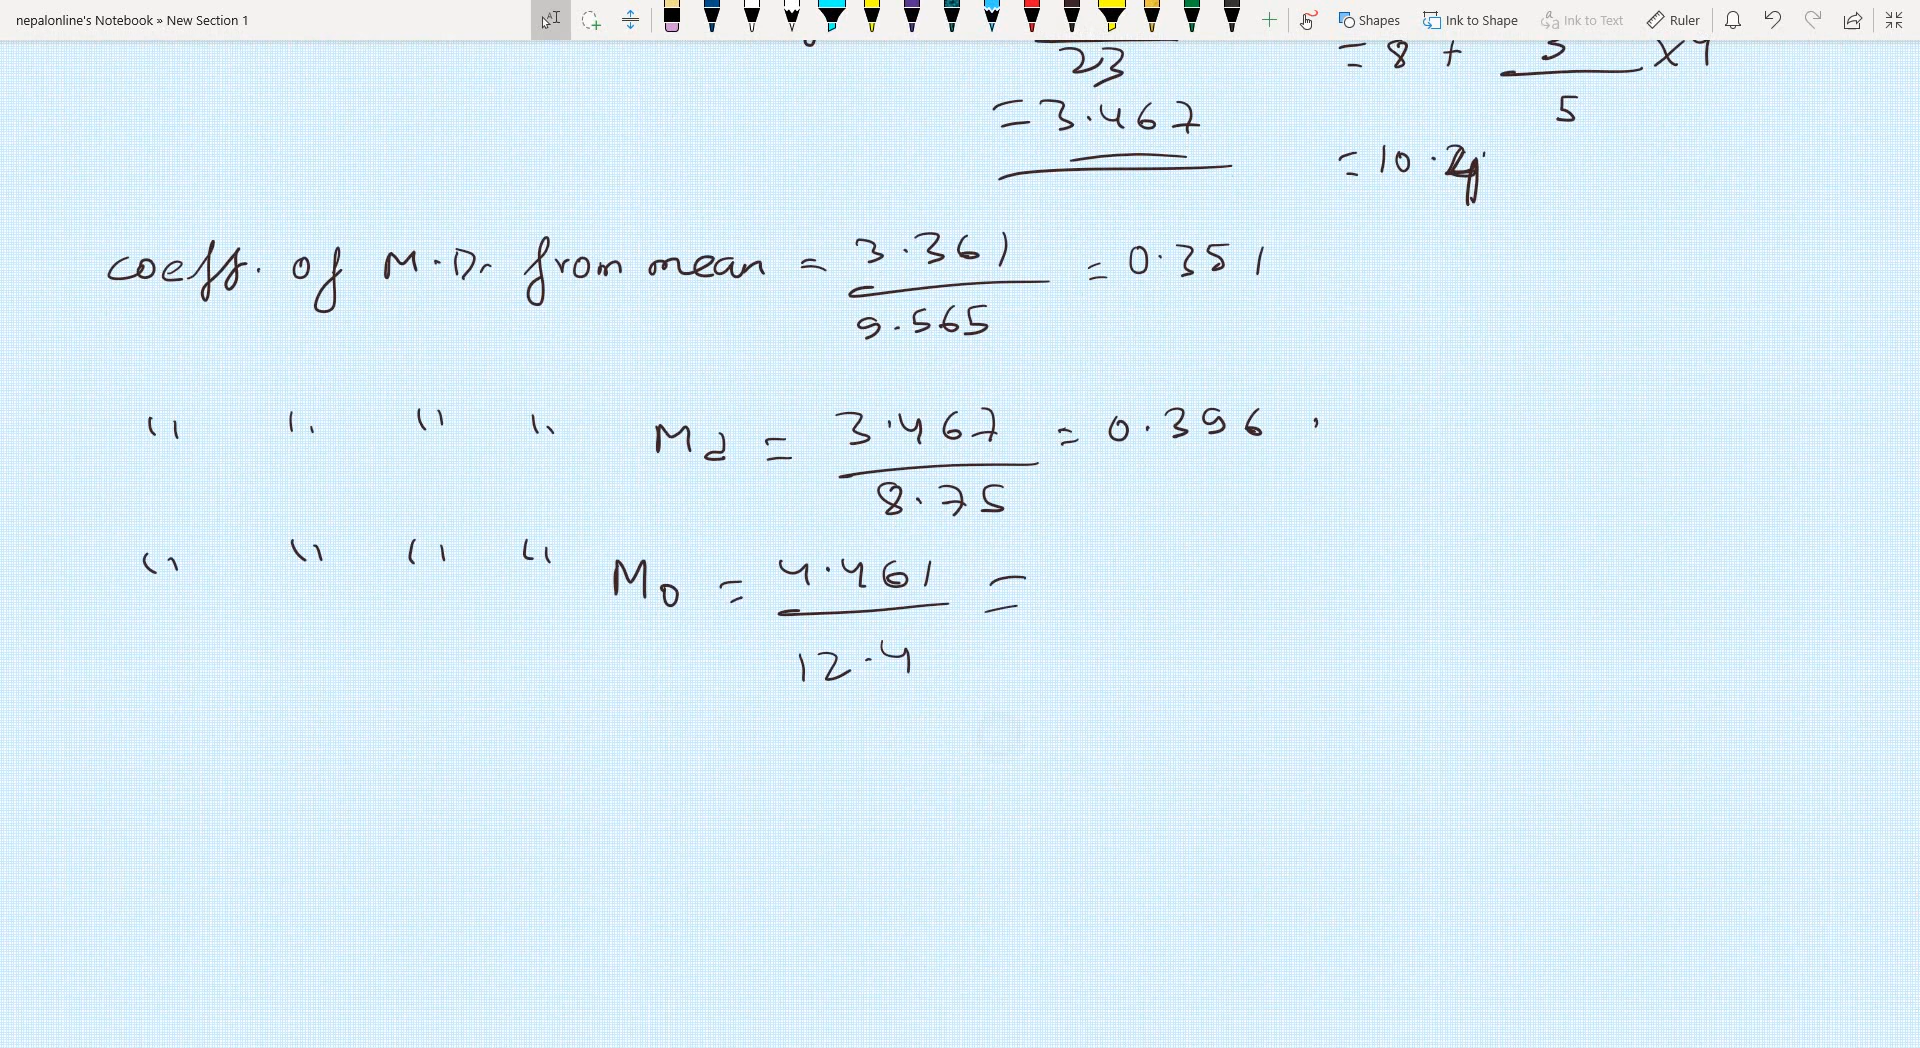 nepalonline's Notebook » New Section 1
Shapes Ink to Shape Ink to Text Ruler
23
= 3.467
= 8 + 3 x 4
5
= 10.4
coeff. of M.D. from mean = 3.361 = 0.351
9.565
" " " " Md = 3.467 = 0.396
8.75
" " " " Mo = 4.461 =
12.4